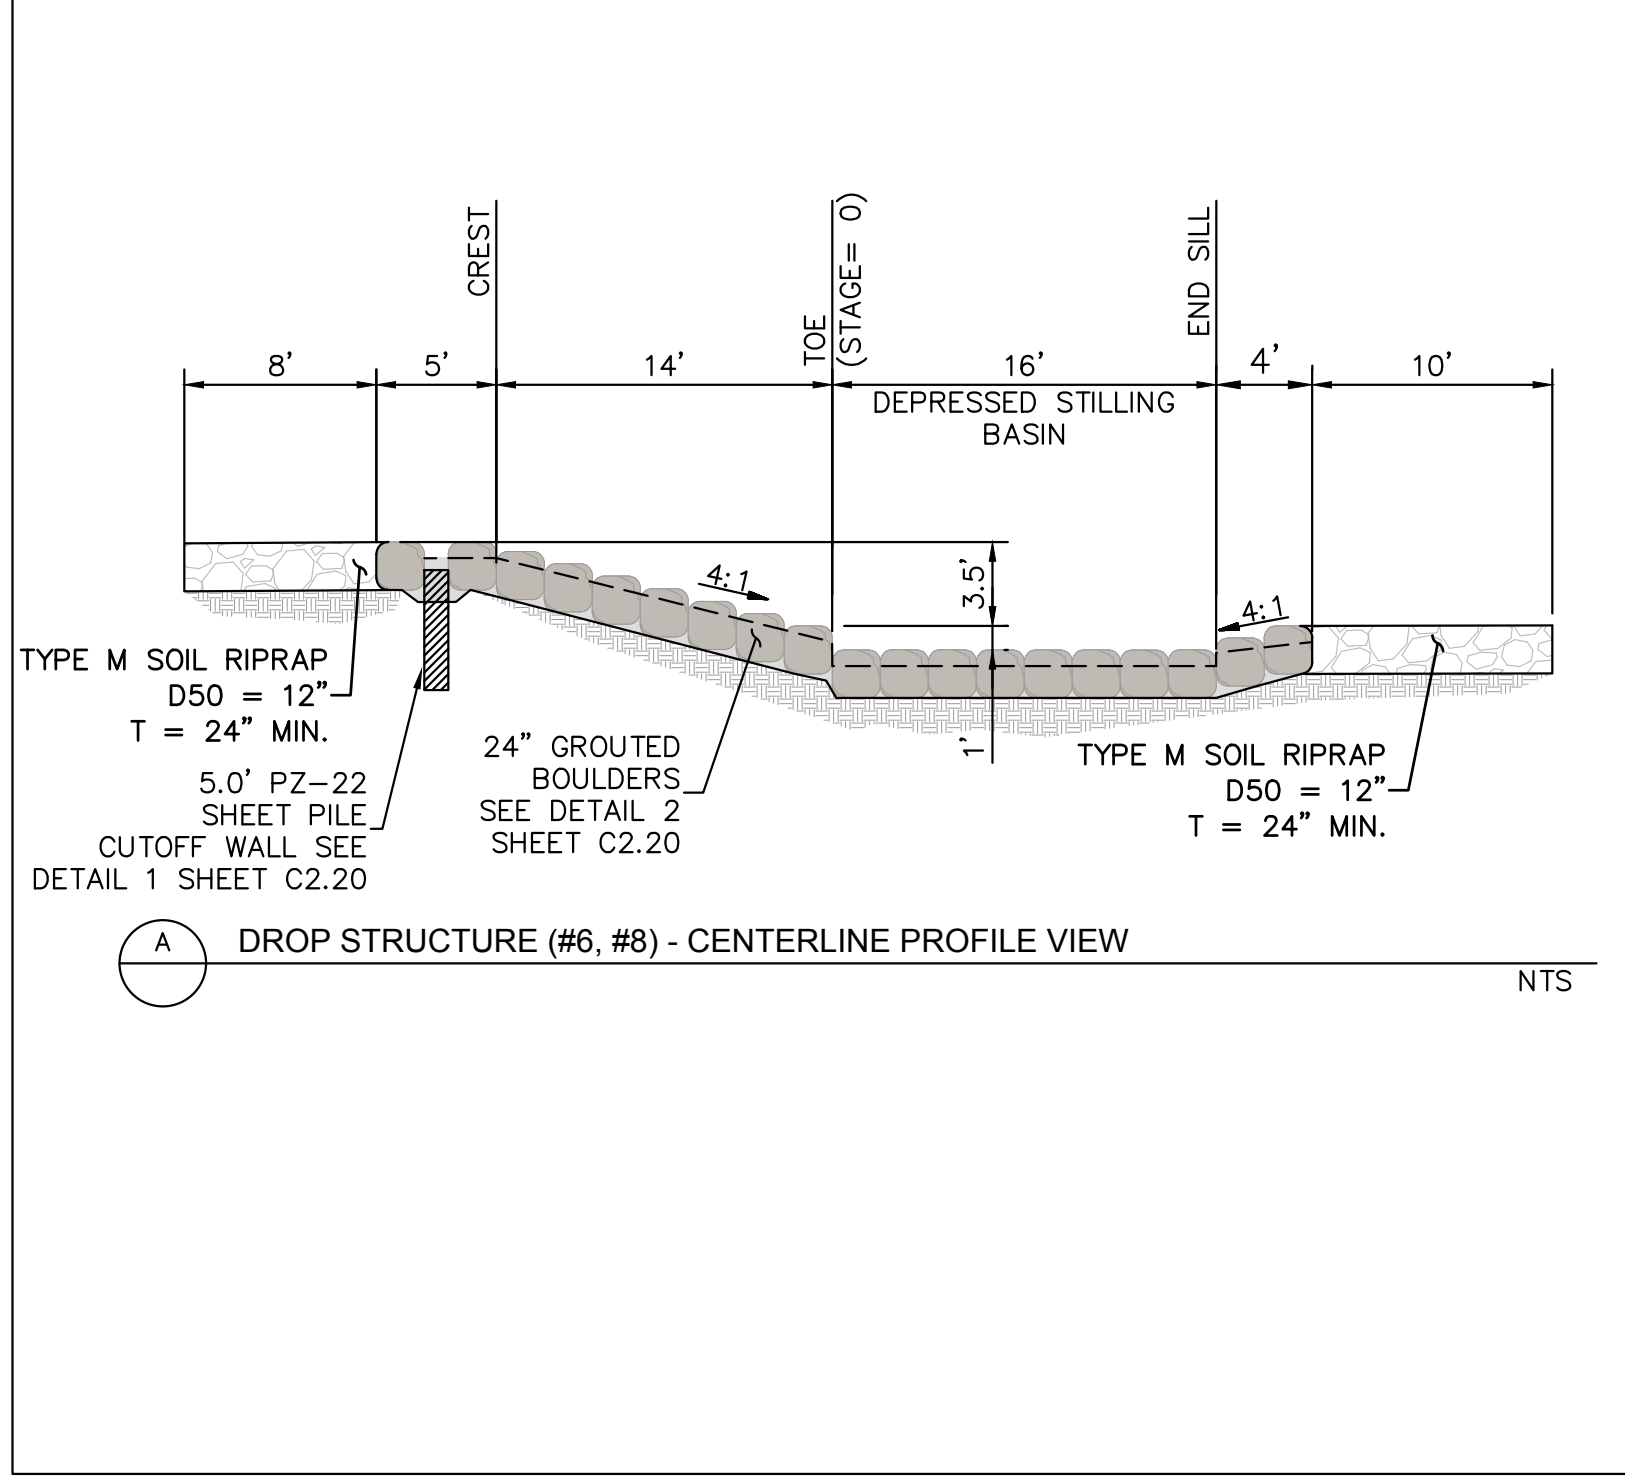 CREST
TOE
(STAGE= 0)
END SILL
8’
5’
14’
16’
4’
10’
DEPRESSED STILLING
BASIN
4:1
3.5'
4:1
1’
TYPE M SOIL RIPRAP
D50 = 12”
T = 24” MIN.
5.0’ PZ–22
SHEET PILE
CUTOFF WALL SEE
DETAIL 1 SHEET C2.20
24” GROUTED
BOULDERS
SEE DETAIL 2
SHEET C2.20
TYPE M SOIL RIPRAP
D50 = 12”
T = 24” MIN.
A
DROP STRUCTURE (#6, #8) - CENTERLINE PROFILE VIEW
NTS